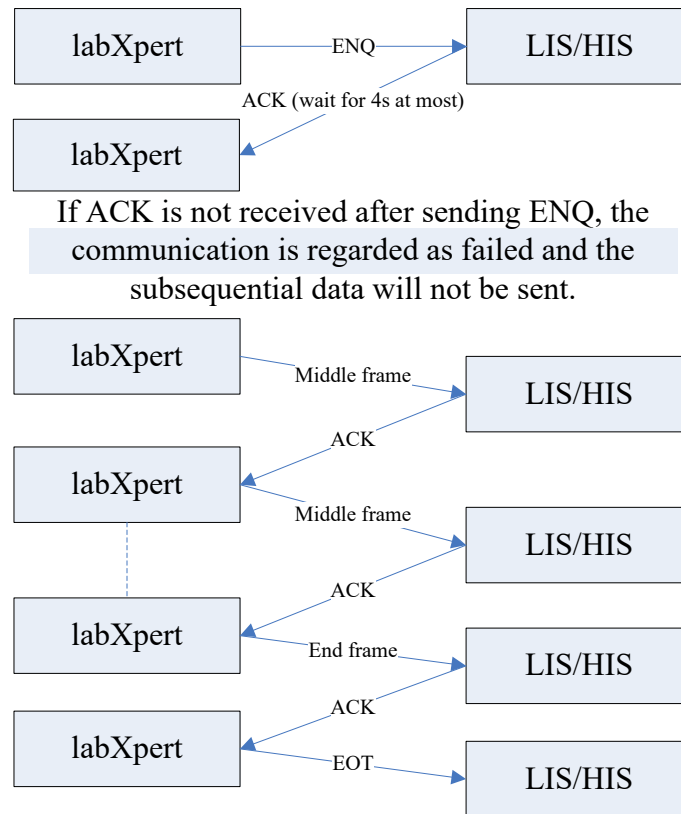 labXpert
ENQ
LIS/HIS
ACK (wait for 4s at most)
labXpert
If ACK is not received after sending ENQ, the
communication is regarded as failed and the
subsequential data will not be sent.
labXpert
Middle frame
LIS/HIS
ACK
labXpert
Middle frame
LIS/HIS
ACK
labXpert
End frame
LIS/HIS
ACK
labXpert
EOT
LIS/HIS